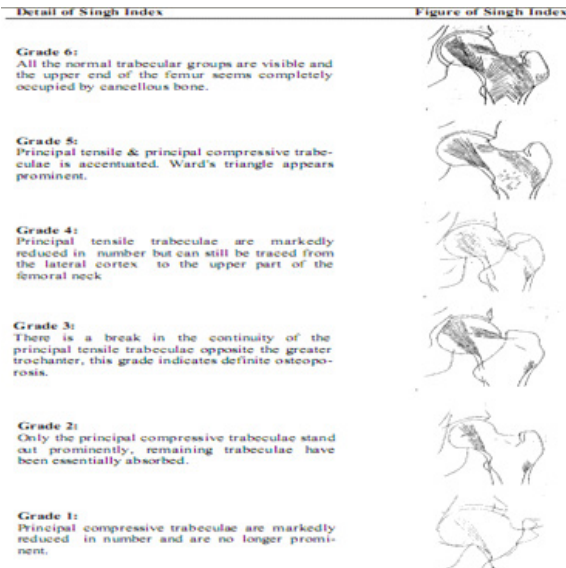 Detail of Singh Index Figure of Singh Index
Grade 6:
All the normal trabecular groups are visible and
the upper end of the femur seems completely
occupied by cancellous bone.
Grade 5:
Principal tensile & principal compressive trabe-
culae is accentuated. Ward's triangle appears
prominent.
Grade 4:
Principal tensile trabeculae are markedly
reduced in number but can still be traced from
the lateral cortex to the upper part of the
femoral neck
Grade 3:
There is a break in the continuity of the
principal tensile trabeculae opposite the greater
trochanter, this grade indicates definite osteopo-
rosis.
Grade 2:
Only the principal compressive trabeculae stand
out prominently, remaining trabeculae have
been essentially absorbed.
Grade 1:
Principal compressive trabeculae are markedly
reduced in number and are no longer promi-
nent.